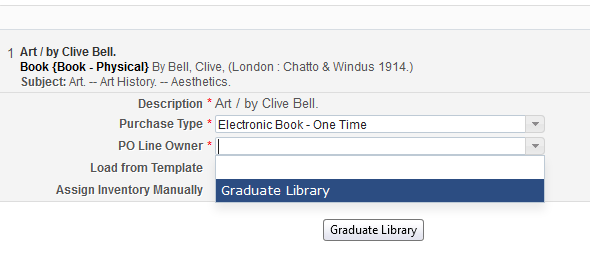 1 Art / by Clive Bell.
Book {Book - Physical} By Bell, Clive, (London : Chatto & Windus 1914.)
Subject: Art. -- Art History. -- Aesthetics.
Description * Art / by Clive Bell.
Purchase Type * Electronic Book - One Time
PO Line Owner *
Load from Template
Assign Inventory Manually Graduate Library
Graduate Library